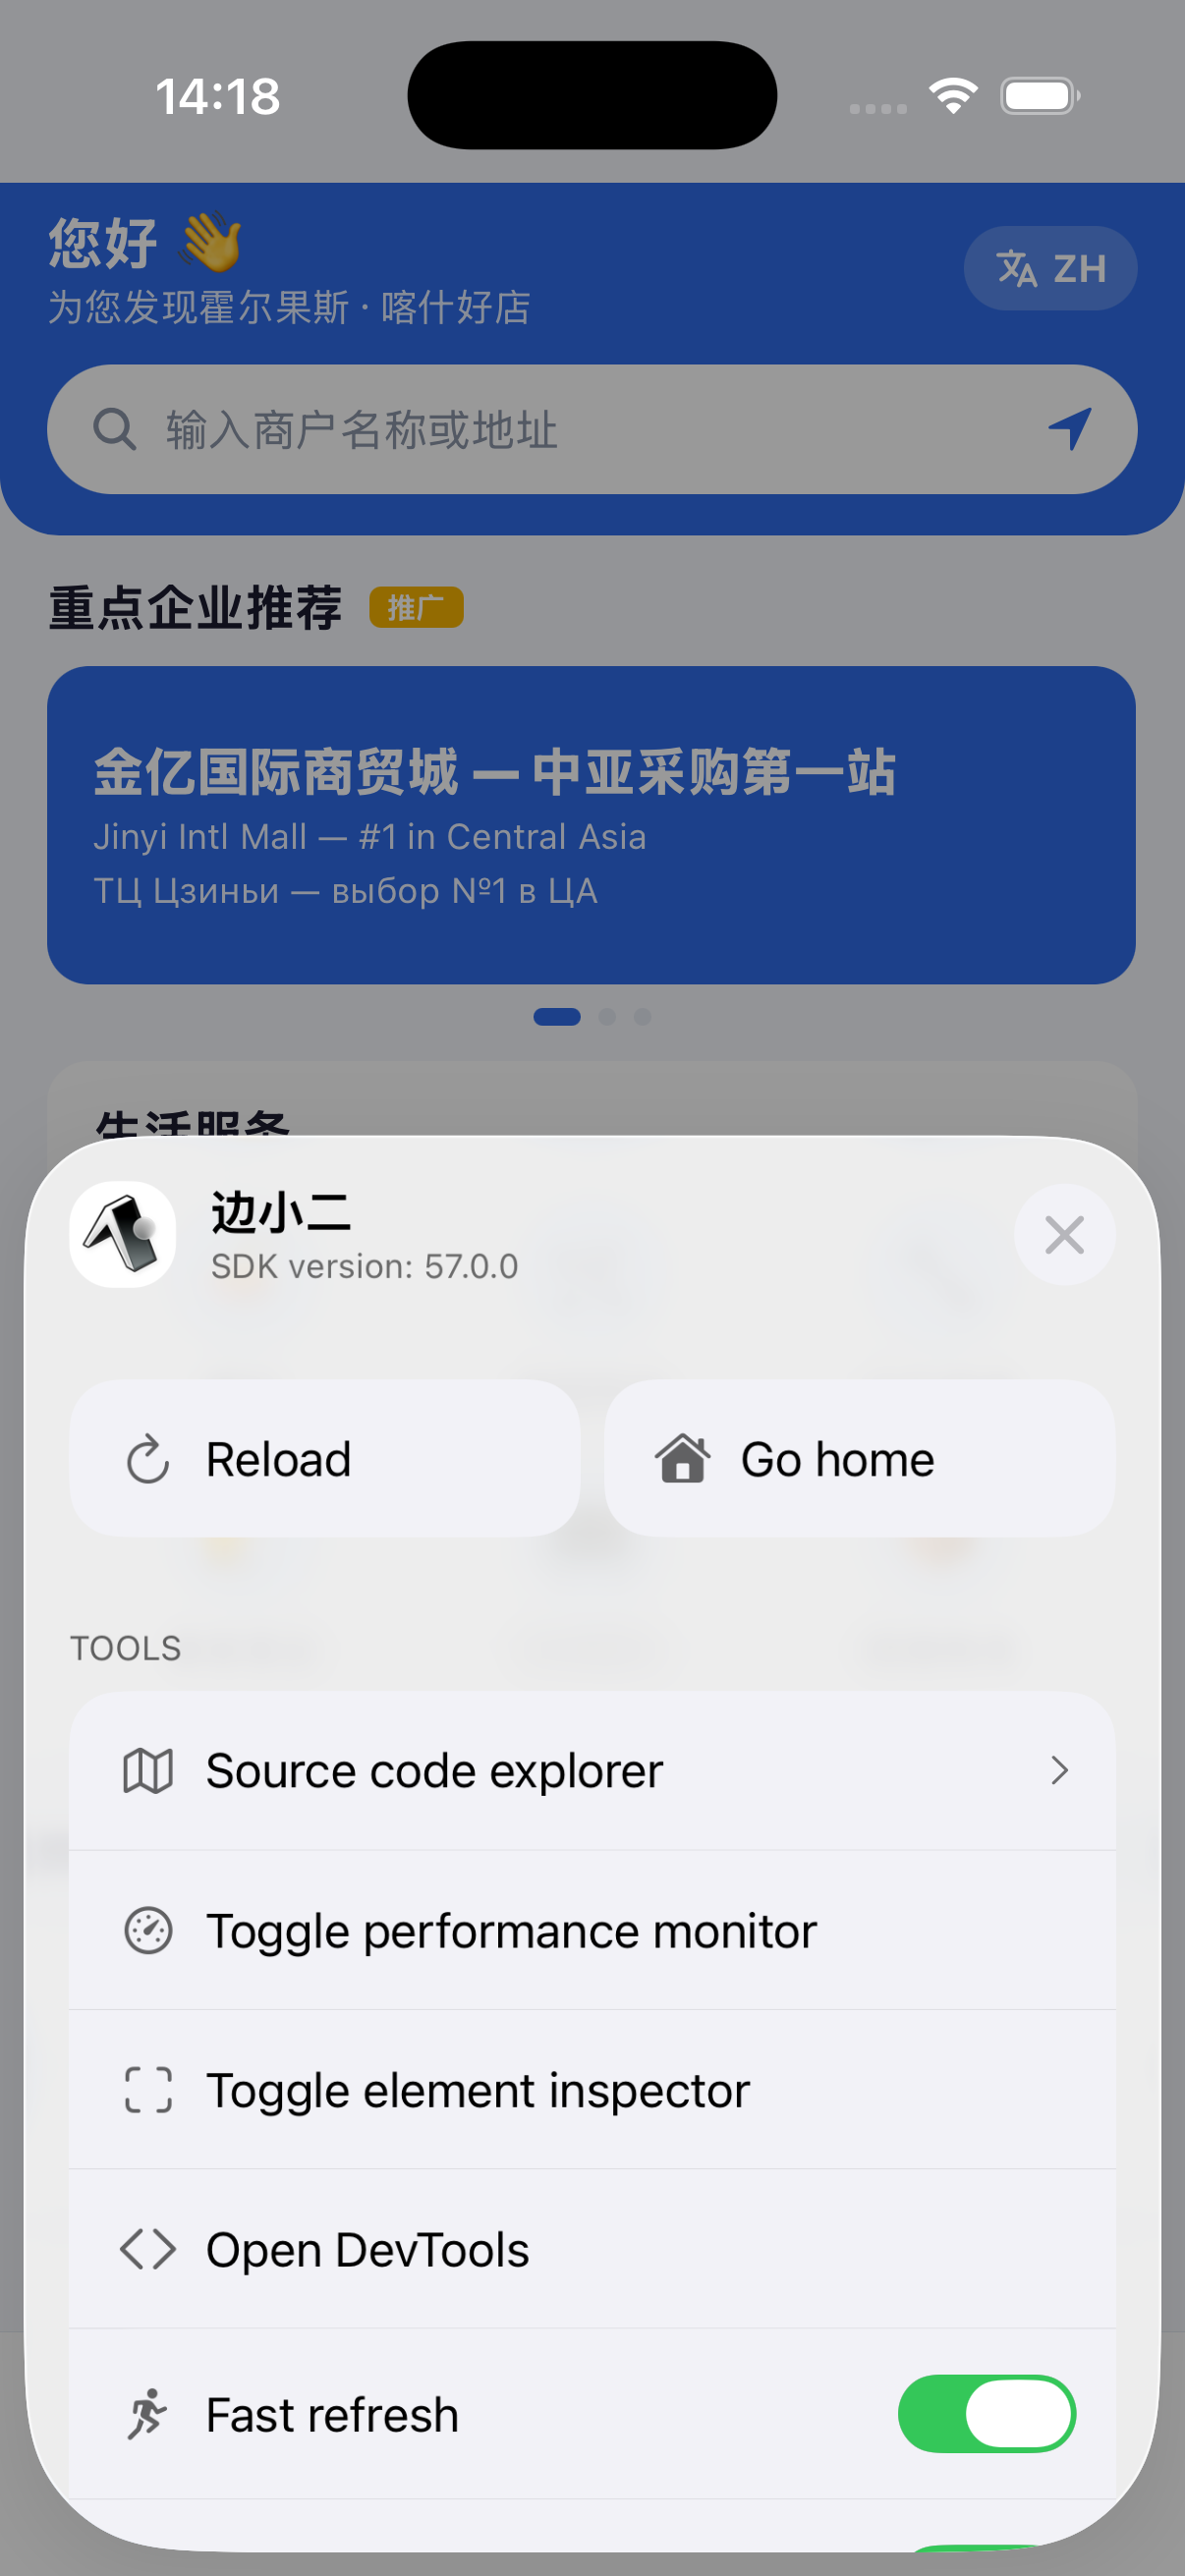 14:18
您好 👋
ZH
为您发现霍尔果斯 · 喀什好店
输入商户名称或地址
重点企业推荐 推广
金亿国际商贸城 — 中亚采购第一站
Jinyi Intl Mall — #1 in Central Asia
ТЦ Цзиньи — выбор №1 в ЦА
生活服务
边小二
SDK version: 57.0.0
Reload
Go home
TOOLS
Source code explorer
Toggle performance monitor
Toggle element inspector
Open DevTools
Fast refresh